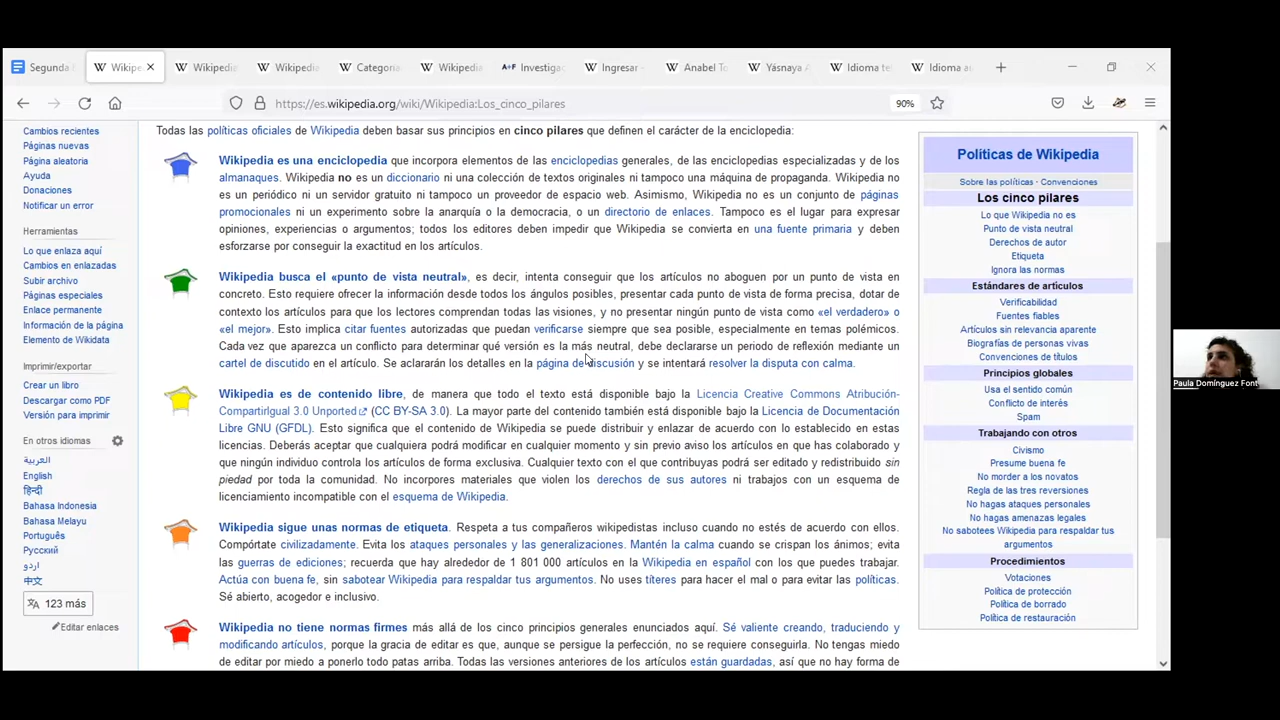 Segunda
Wikipe
Wikipedia
Wikipedia
Categoría
Wikipedia
A+F Investiga
Ingresar
Anabel To
Yásnaya A
Idioma te
Idioma a
https://es.wikipedia.org/wiki/Wikipedia:Los_cinco_pilares
90%
Cambios recientes
Páginas nuevas
Página aleatoria
Ayuda
Donaciones
Notificar un error
Herramientas
Lo que enlaza aquí
Cambios en enlazadas
Subir archivo
Páginas especiales
Enlace permanente
Información de la página
Elemento de Wikidata
Imprimir/exportar
Crear un libro
Descargar como PDF
Versión para imprimir
En otros idiomas
العربية
English
हिन्दी
Bahasa Indonesia
Bahasa Melayu
Português
Русский
اردو
中文
123 más
Editar enlaces
Todas las políticas oficiales de Wikipedia deben basar sus principios en cinco pilares que definen el carácter de la enciclopedia:
Wikipedia es una enciclopedia que incorpora elementos de las enciclopedias generales, de las enciclopedias especializadas y de los
almanaques. Wikipedia no es un diccionario ni una colección de textos originales ni tampoco una máquina de propaganda. Wikipedia no
es un periódico ni un servidor gratuito ni tampoco un proveedor de espacio web. Asimismo, Wikipedia no es un conjunto de páginas
promocionales ni un experimento sobre la anarquía o la democracia, o un directorio de enlaces. Tampoco es el lugar para expresar
opiniones, experiencias o argumentos; todos los editores deben impedir que Wikipedia se convierta en una fuente primaria y deben
esforzarse por conseguir la exactitud en los artículos.
Wikipedia busca el «punto de vista neutral», es decir, intenta conseguir que los artículos no aboguen por un punto de vista en
concreto. Esto requiere ofrecer la información desde todos los ángulos posibles, presentar cada punto de vista de forma precisa, dotar de
contexto los artículos para que los lectores comprendan todas las visiones, y no presentar ningún punto de vista como «el verdadero» o
«el mejor». Esto implica citar fuentes autorizadas que puedan verificarse siempre que sea posible, especialmente en temas polémicos.
Cada vez que aparezca un conflicto para determinar qué versión es la más neutral, debe declararse un periodo de reflexión mediante un
cartel de discutido en el artículo. Se aclararán los detalles en la página de discusión y se intentará resolver la disputa con calma.
Wikipedia es de contenido libre, de manera que todo el texto está disponible bajo la Licencia Creative Commons Atribución-
CompartirIgual 3.0 Unported (CC BY-SA 3.0). La mayor parte del contenido también está disponible bajo la Licencia de Documentación
Libre GNU (GFDL). Esto significa que el contenido de Wikipedia se puede distribuir y enlazar de acuerdo con lo establecido en estas
licencias. Deberás aceptar que cualquiera podrá modificar en cualquier momento y sin previo aviso los artículos en que has colaborado y
que ningún individuo controla los artículos de forma exclusiva. Cualquier texto con el que contribuyas podrá ser editado y redistribuido sin
piedad por toda la comunidad. No incorpores materiales que violen los derechos de sus autores ni trabajos con un esquema de
licenciamiento incompatible con el esquema de Wikipedia.
Wikipedia sigue unas normas de etiqueta. Respeta a tus compañeros wikipedistas incluso cuando no estés de acuerdo con ellos.
Compórtate civilizadamente. Evita los ataques personales y las generalizaciones. Mantén la calma cuando se crispan los ánimos; evita
las guerras de ediciones; recuerda que hay alrededor de 1 801 000 artículos en la Wikipedia en español con los que puedes trabajar.
Actúa con buena fe, sin sabotear Wikipedia para respaldar tus argumentos. No uses títeres para hacer el mal o para evitar las políticas.
Sé abierto, acogedor e inclusivo.
Wikipedia no tiene normas firmes más allá de los cinco principios generales enunciados aquí. Sé valiente creando, traduciendo y
modificando artículos, porque la gracia de editar es que, aunque se persigue la perfección, no se requiere conseguirla. No tengas miedo
de editar por miedo a ponerlo todo patas arriba. Todas las versiones anteriores de los artículos están guardadas, así que no hay forma de
Políticas de Wikipedia
Sobre las políticas · Convenciones
Los cinco pilares
Lo que Wikipedia no es
Punto de vista neutral
Derechos de autor
Etiqueta
Ignora las normas
Estándares de artículos
Verificabilidad
Fuentes fiables
Artículos sin relevancia aparente
Biografías de personas vivas
Convenciones de títulos
Principios globales
Usa el sentido común
Conflicto de interés
Spam
Trabajando con otros
Civismo
Presume buena fe
No morder a los novatos
Regla de las tres reversiones
No hagas ataques personales
No hagas amenazas legales
No sabotees Wikipedia para respaldar tus
argumentos
Procedimientos
Votaciones
Política de protección
Política de borrado
Política de restauración
Paula Domínguez Font